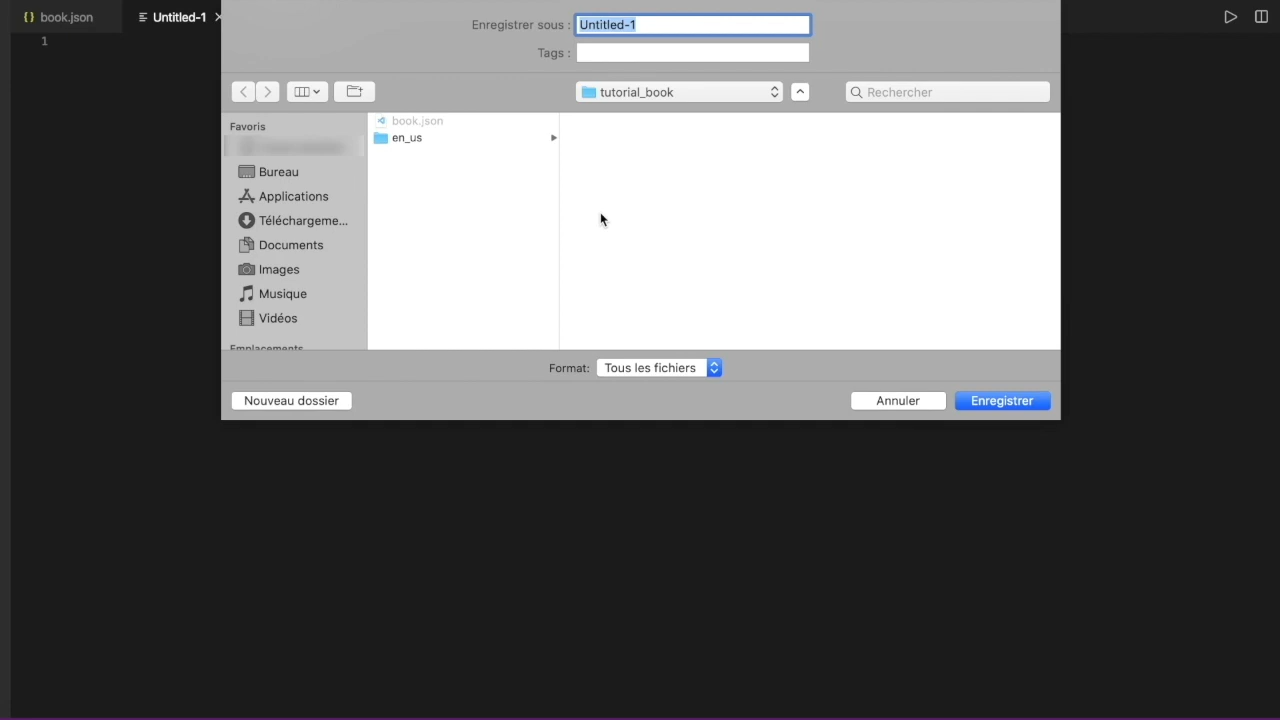 {} book.json
Untitled-1
1
Enregistrer sous :
Untitled-1
Tags :
tutorial_book
Rechercher
Favoris
book.json
en_us
Bureau
Applications
Téléchargeme...
Documents
Images
Musique
Vidéos
Emplacements
Format:
Tous les fichiers
Nouveau dossier
Annuler
Enregistrer